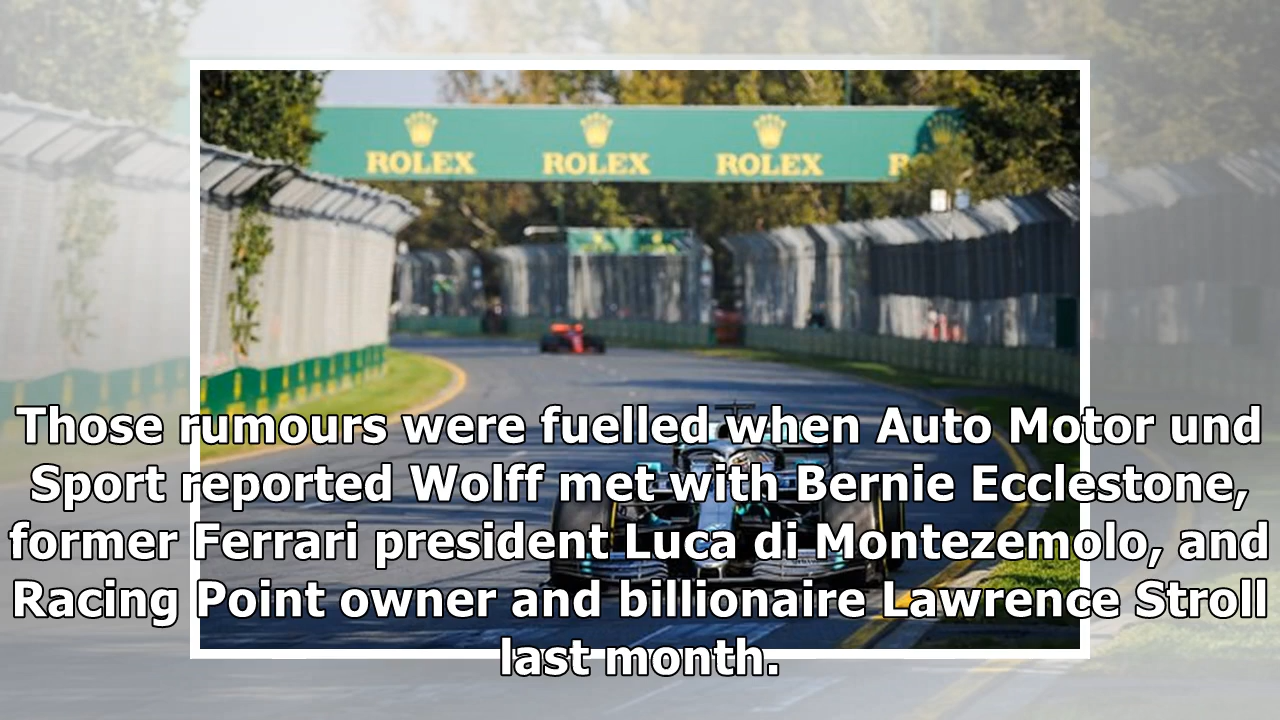 ROLEX ROLEX ROLEX R
Those rumours were fuelled when Auto Motor und
Sport reported Wolff met with Bernie Ecclestone,
former Ferrari president Luca di Montezemolo, and
Racing Point owner and billionaire Lawrence Stroll
last month.